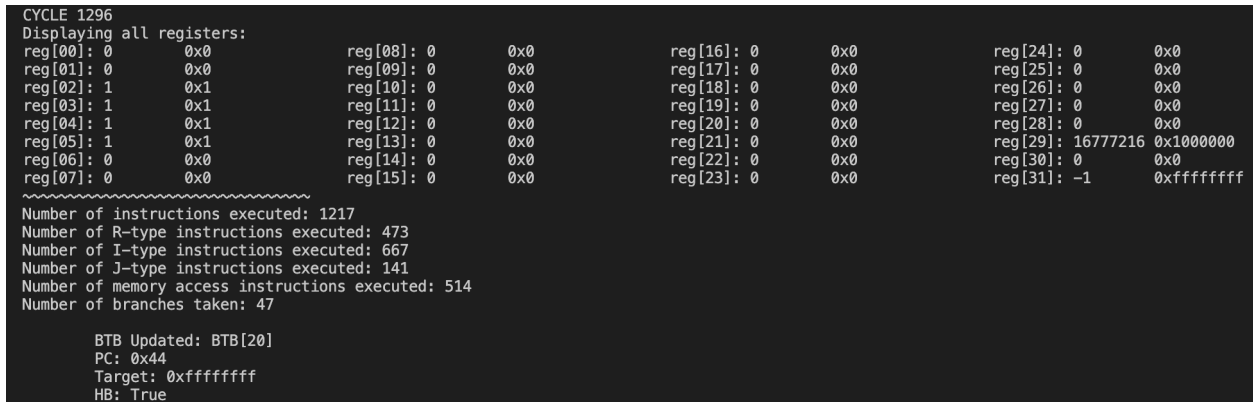 CYCLE 1296
Displaying all registers:
reg[00]: 0 0x0 reg[08]: 0 0x0 reg[16]: 0 0x0 reg[24]: 0 0x0
reg[01]: 0 0x0 reg[09]: 0 0x0 reg[17]: 0 0x0 reg[25]: 0 0x0
reg[02]: 1 0x1 reg[10]: 0 0x0 reg[18]: 0 0x0 reg[26]: 0 0x0
reg[03]: 1 0x1 reg[11]: 0 0x0 reg[19]: 0 0x0 reg[27]: 0 0x0
reg[04]: 1 0x1 reg[12]: 0 0x0 reg[20]: 0 0x0 reg[28]: 0 0x0
reg[05]: 1 0x1 reg[13]: 0 0x0 reg[21]: 0 0x0 reg[29]: 16777216 0x1000000
reg[06]: 0 0x0 reg[14]: 0 0x0 reg[22]: 0 0x0 reg[30]: 0 0x0
reg[07]: 0 0x0 reg[15]: 0 0x0 reg[23]: 0 0x0 reg[31]: -1 0xffffffff
~~~~~~~~~~~~~~~~~~~~~~~~~~~~~~~~~~~~
Number of instructions executed: 1217
Number of R-type instructions executed: 473
Number of I-type instructions executed: 667
Number of J-type instructions executed: 141
Number of memory access instructions executed: 514
Number of branches taken: 47
BTB Updated: BTB[20]
PC: 0x44
Target: 0xffffffff
HB: True